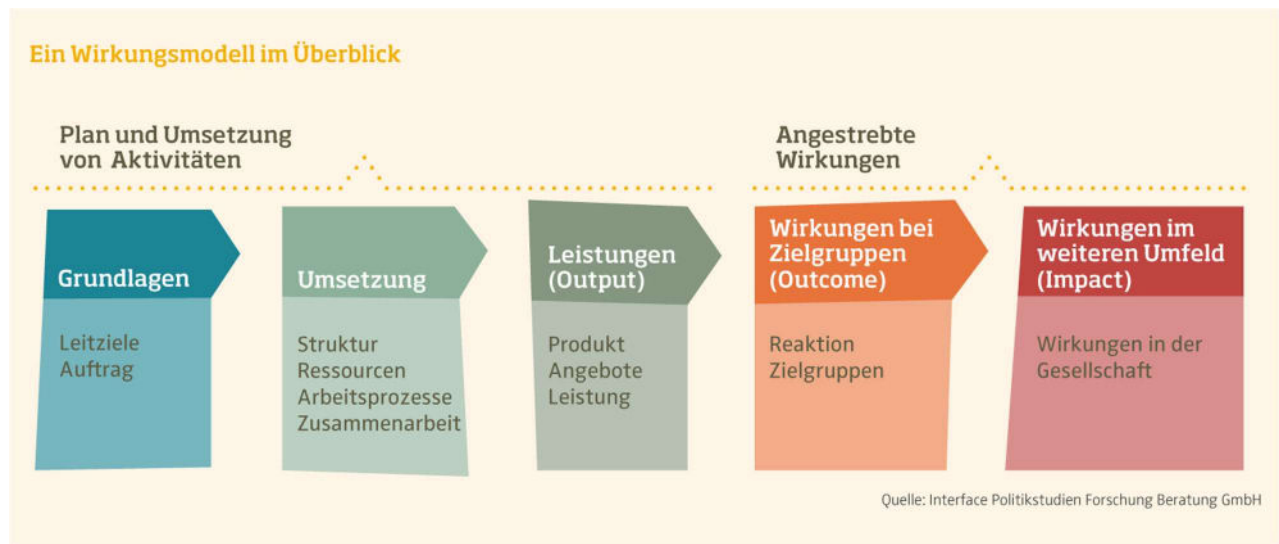 Ein Wirkungsmodell im Überblick
Plan und Umsetzung
von Aktivitäten
Angestrebte
Wirkungen
Grundlagen
Leitziele
Auftrag
Umsetzung
Struktur
Ressourcen
Arbeitsprozesse
Zusammenarbeit
Leistungen
(Output)
Produkt
Angebote
Leistung
Wirkungen bei
Zielgruppen
(Outcome)
Reaktion
Zielgruppen
Wirkungen im
weiteren Umfeld
(Impact)
Wirkungen in der
Gesellschaft
Quelle: Interface Politikstudien Forschung Beratung GmbH